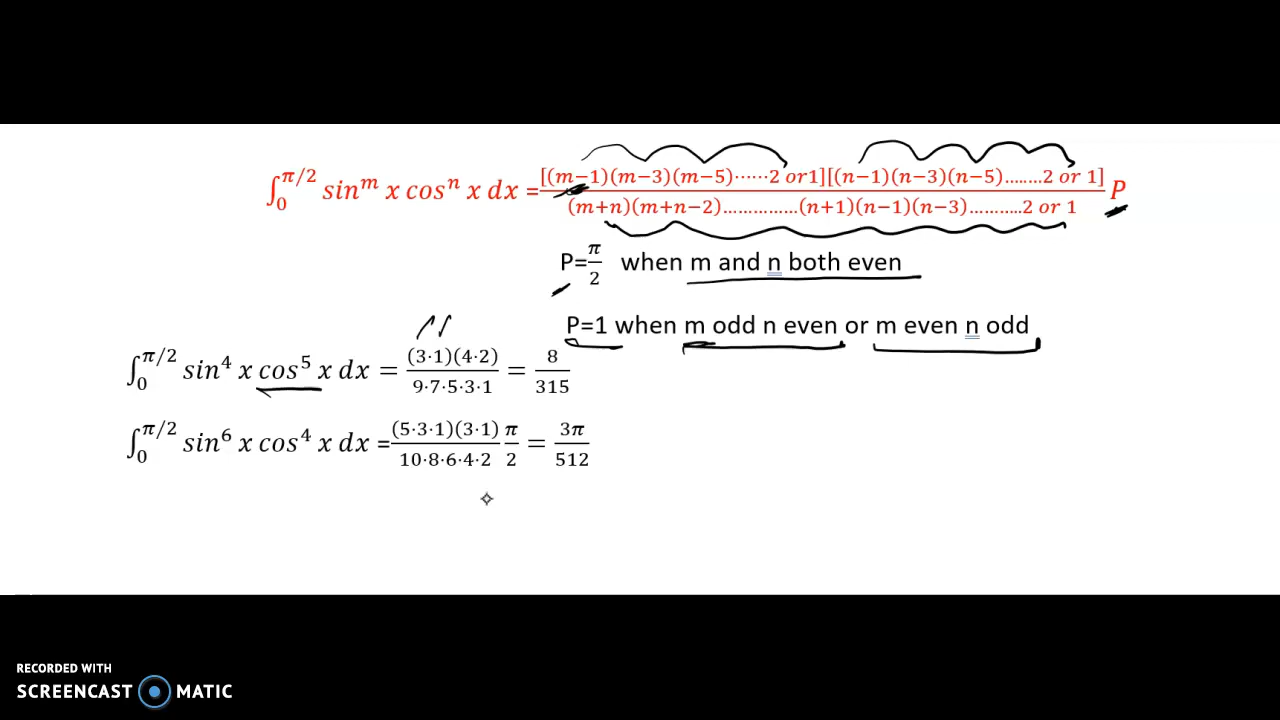 ∫₀^{π/2} sin^m x cos^n x dx = [(m−1)(m−3)(m−5)⋯⋯2 or1][(n−1)(n−3)(n−5)……..2 or 1] / (m+n)(m+n−2)……………(n+1)(n−1)(n−3)………..2 or 1 P
P=π/2 when m and n both even
P=1 when m odd n even or m even n odd
∫₀^{π/2} sin⁴ x cos⁵ x dx = (3·1)(4·2) / 9·7·5·3·1 = 8/315
∫₀^{π/2} sin⁶ x cos⁴ x dx = (5·3·1)(3·1) / 10·8·6·4·2 π/2 = 3π/512
RECORDED WITH
SCREENCAST MATIC